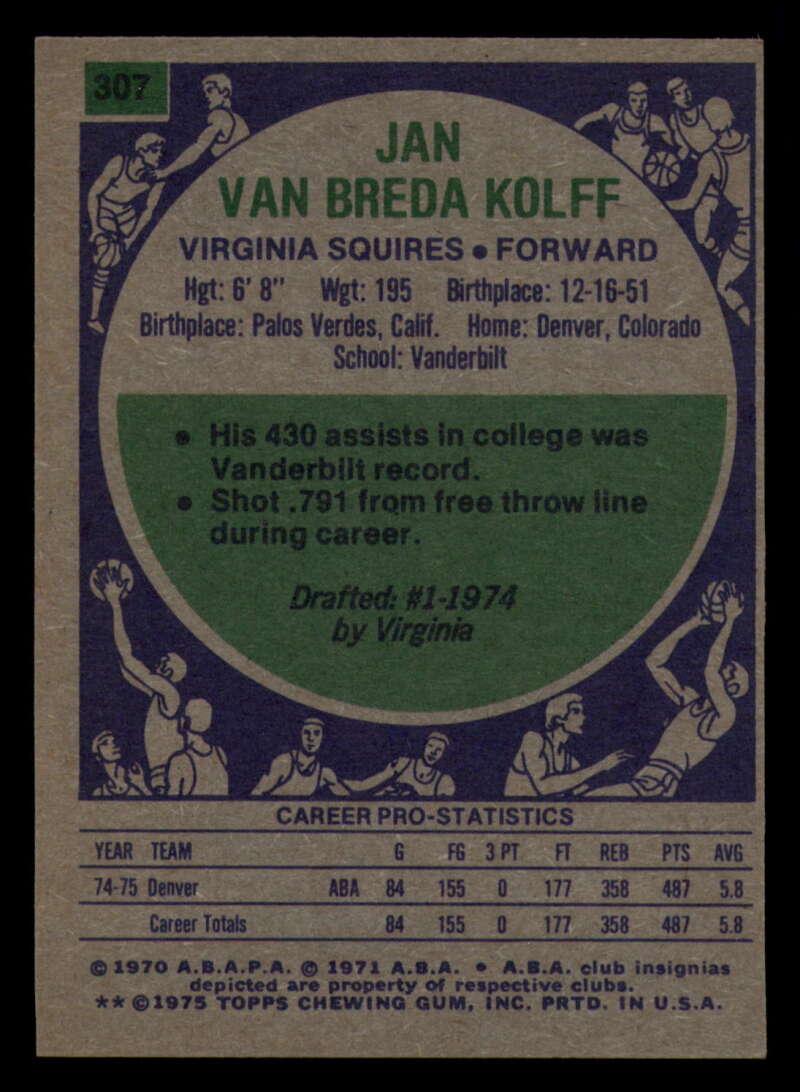 307
JAN
VAN BREDA KOLFF
VIRGINIA SQUIRES • FORWARD
Hgt: 6' 8" Wgt: 195 Birthplace: 12-16-51
Birthplace: Palos Verdes, Calif. Home: Denver, Colorado
School: Vanderbilt
• His 430 assists in college was
Vanderbilt record.
• Shot .791 from free throw line
during career.
Drafted: #1-1974
by Virginia
CAREER PRO-STATISTICS
YEAR TEAM G FG 3 PT FT REB PTS AVG
74-75 Denver ABA 84 155 0 177 358 487 5.8
Career Totals 84 155 0 177 358 487 5.8
© 1970 A.B.A.P.A. © 1971 A.B.A. • A.B.A. club insignias
depicted are property of respective clubs.
** © 1975 TOPPS CHEWING GUM, INC. PRTD. IN U.S.A.